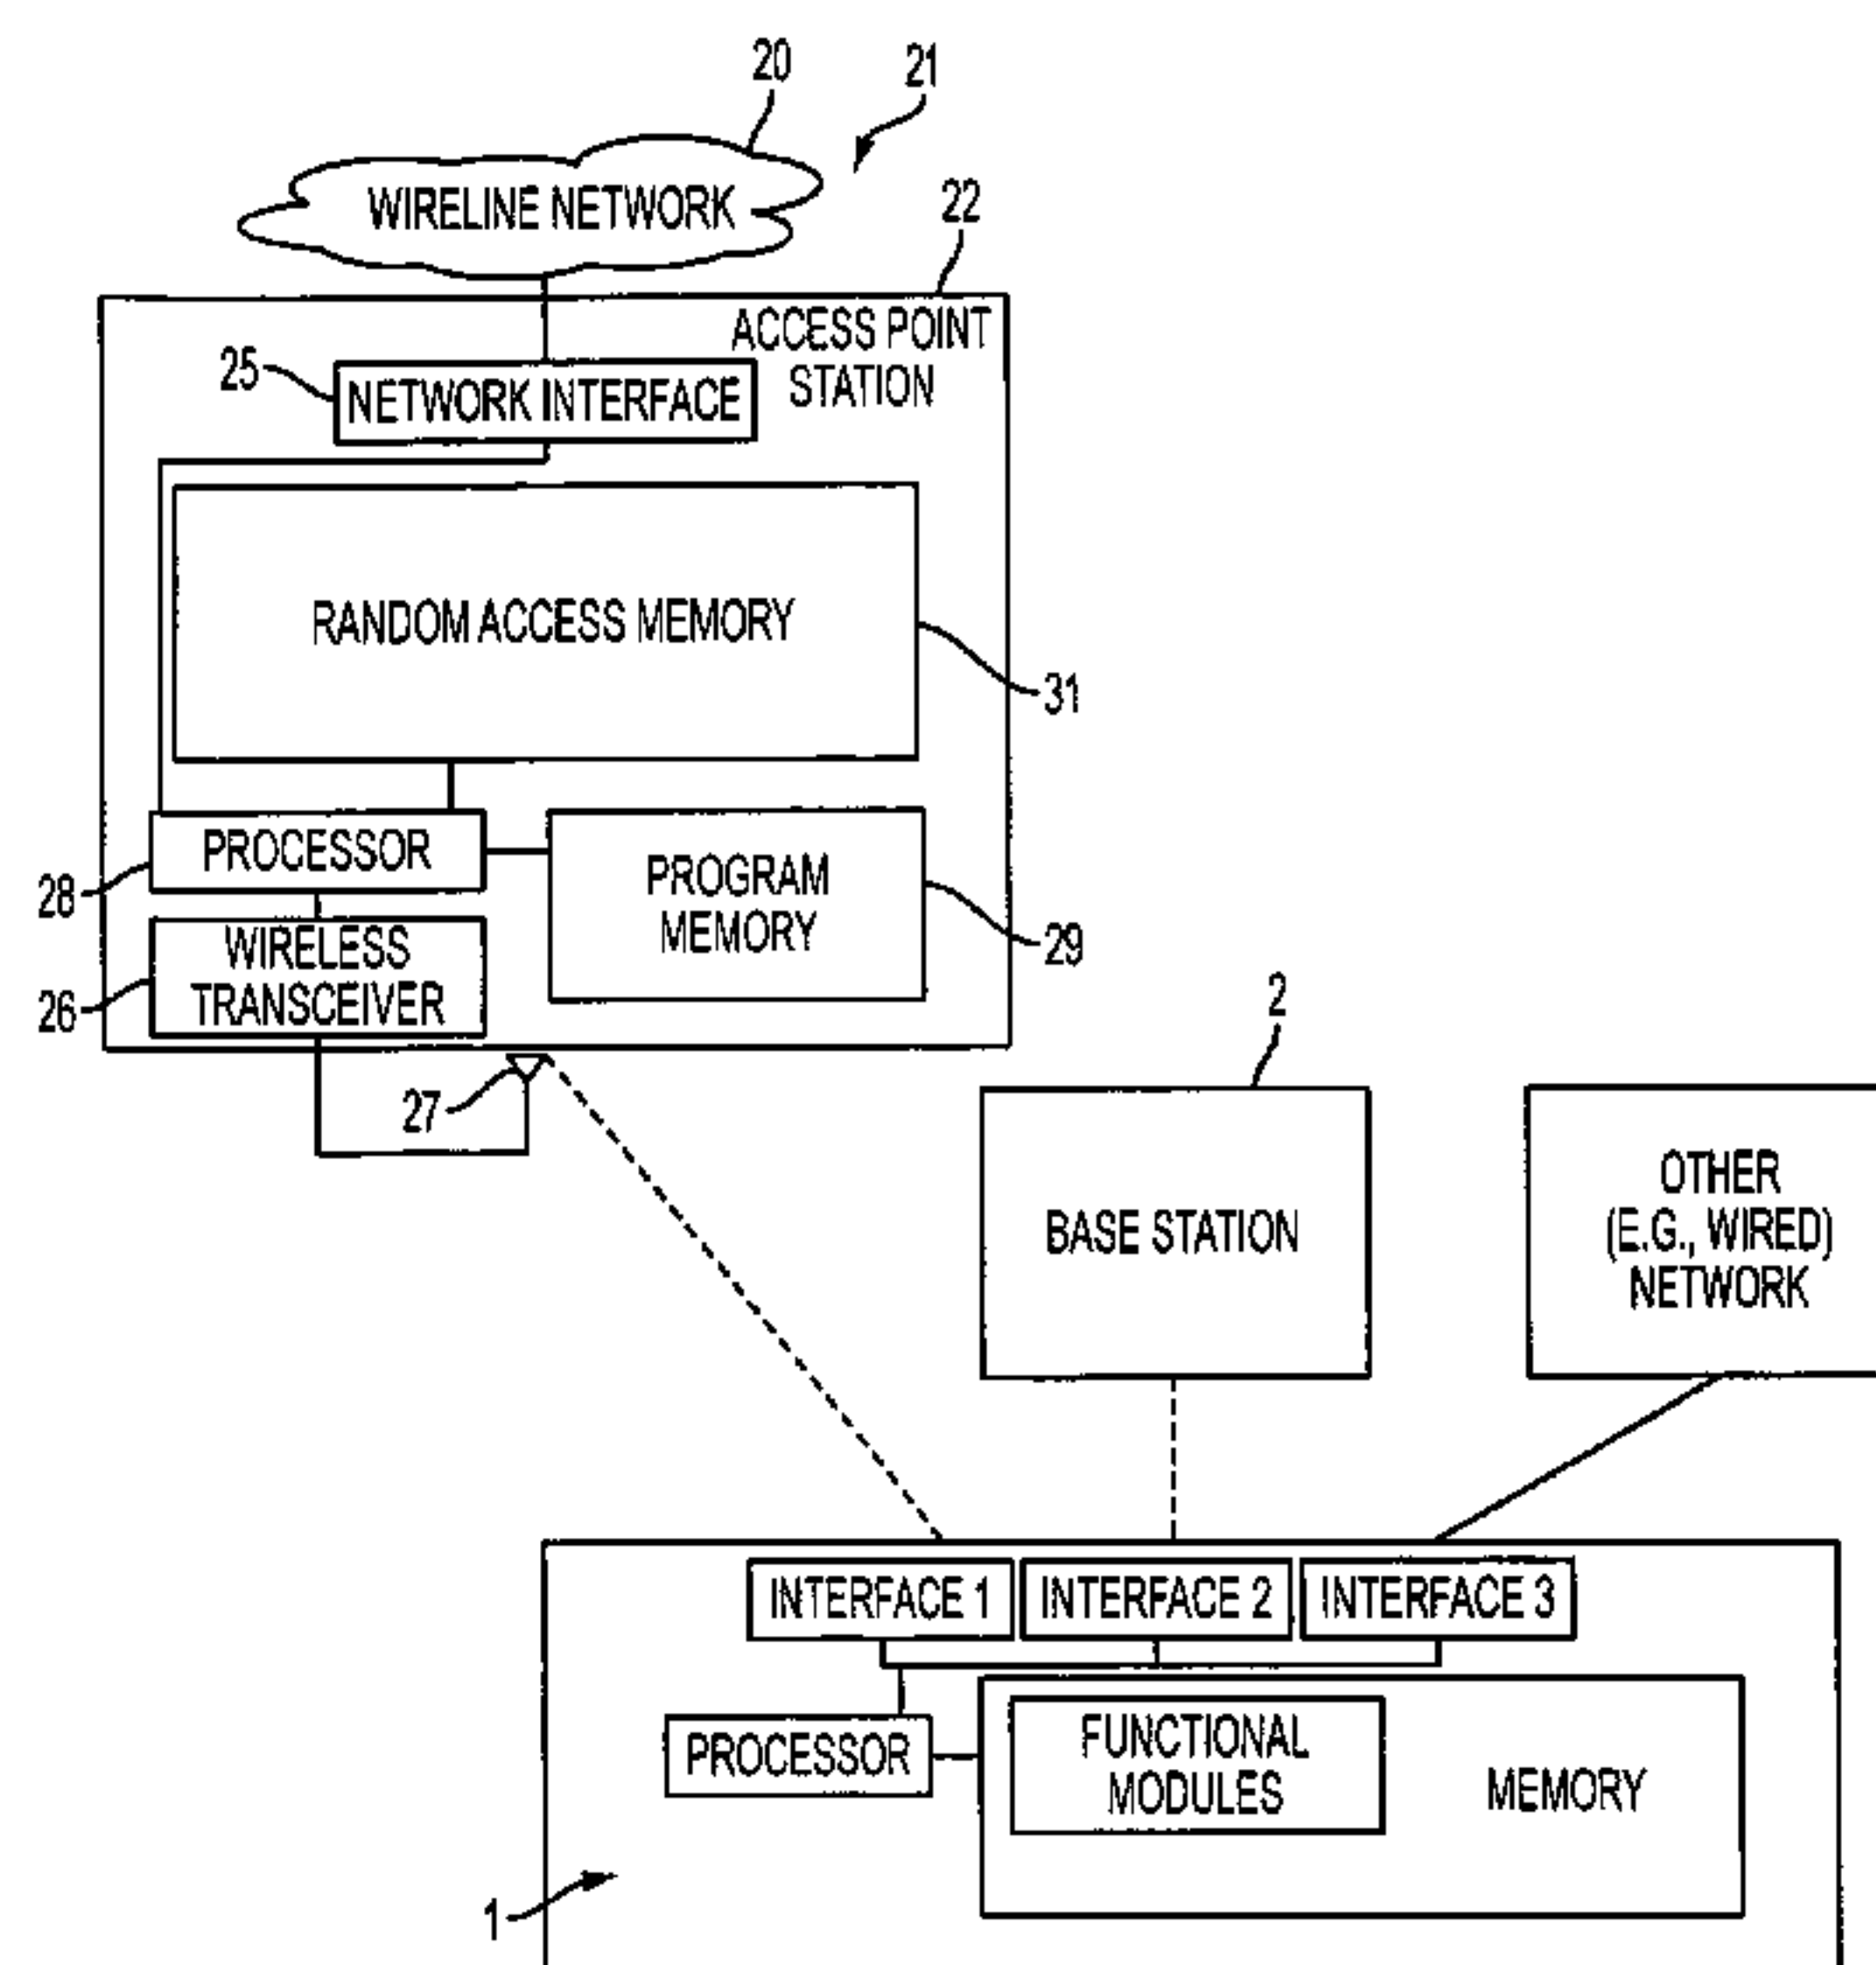 20
21
WIRELINE NETWORK
22
ACCESS POINT
STATION
25
NETWORK INTERFACE
RANDOM ACCESS MEMORY
31
PROCESSOR
28
PROGRAM
MEMORY
29
WIRELESS
TRANSCEIVER
26
27
2
BASE STATION
OTHER
(E.G., WIRED)
NETWORK
INTERFACE 1
INTERFACE 2
INTERFACE 3
PROCESSOR
FUNCTIONAL
MODULES
MEMORY
1